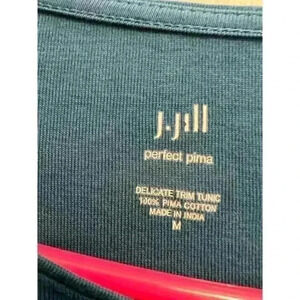 J.Jill
perfect pima
DELICATE TRIM TUNIC
100% PIMA COTTON
MADE IN INDIA
M